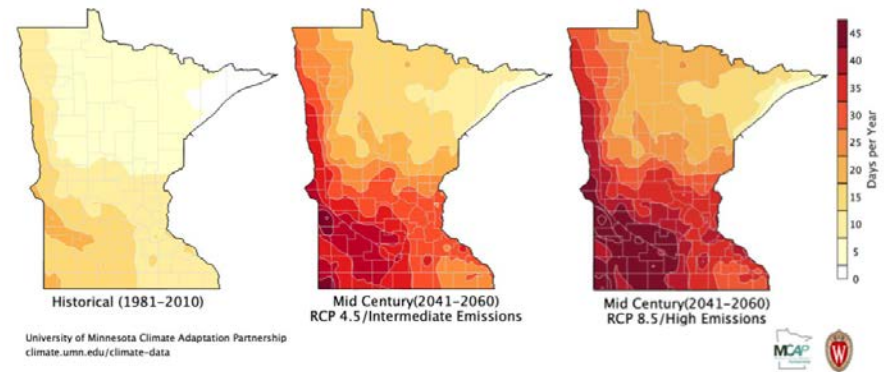 Historical (1981-2010)
Mid Century(2041-2060)
RCP 4.5/Intermediate Emissions
Mid Century(2041-2060)
RCP 8.5/High Emissions
45
40
35
30
25
20
15
10
5
0
Days per Year
University of Minnesota Climate Adaptation Partnership
climate.umn.edu/climate-data
MCAP
W